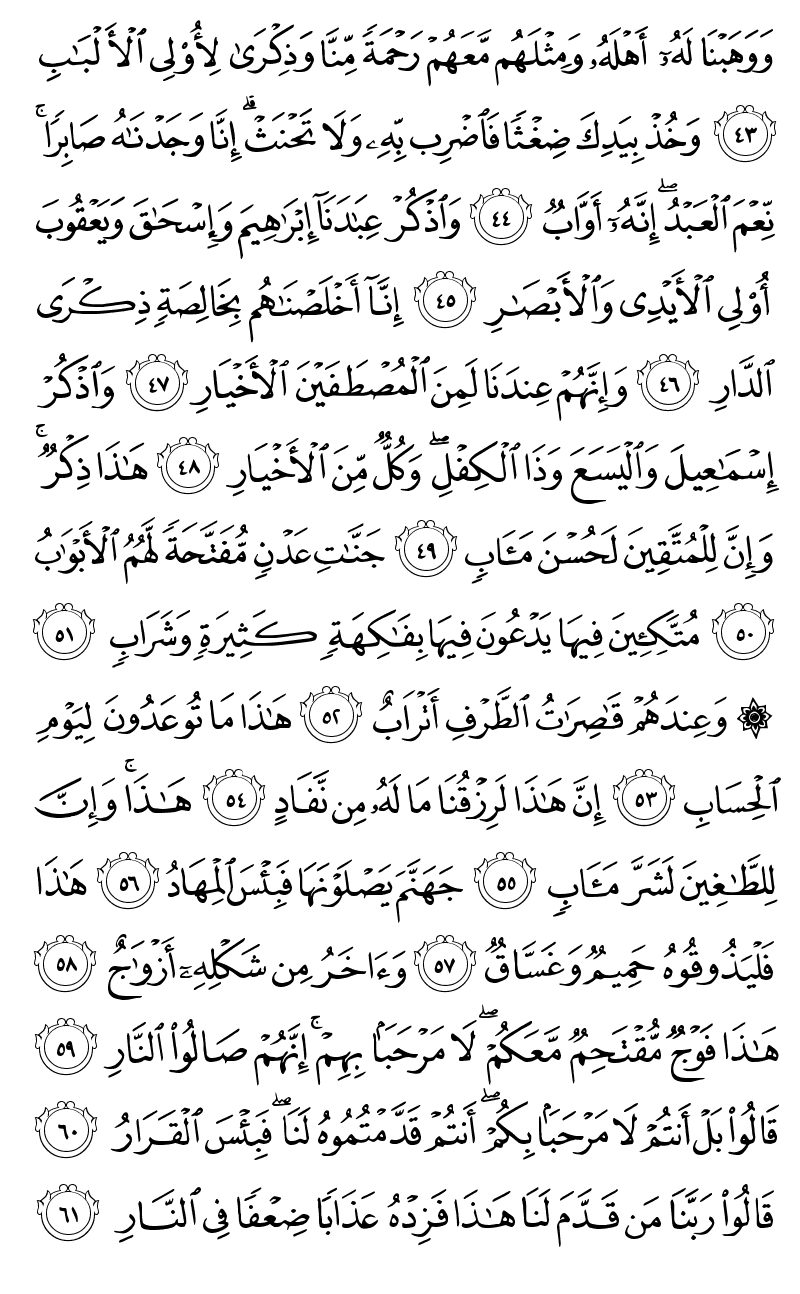 وَوَهَبْنَا لَهُۥٓ أَهْلَهُۥ وَمِثْلَهُم مَّعَهُمْ رَحْمَةً مِّنَّا وَذِكْرَىٰ لِأُو۟لِى ٱلْأَلْبَـٰبِ
﴿٤٣﴾ وَخُذْ بِيَدِكَ ضِغْثًا فَٱضْرِب بِّهِۦ وَلَا تَحْنَثْ ۗ إِنَّا وَجَدْنَـٰهُ صَابِرًا ۚ
نِّعْمَ ٱلْعَبْدُ ۖ إِنَّهُۥٓ أَوَّابٌ ﴿٤٤﴾ وَٱذْكُرْ عِبَـٰدَنَآ إِبْرَٰهِيمَ وَإِسْحَـٰقَ وَيَعْقُوبَ
أُو۟لِى ٱلْأَيْدِى وَٱلْأَبْصَـٰرِ ﴿٤٥﴾ إِنَّآ أَخْلَصْنَـٰهُم بِخَالِصَةٍ ذِكْرَى
ٱلدَّارِ ﴿٤٦﴾ وَإِنَّهُمْ عِندَنَا لَمِنَ ٱلْمُصْطَفَيْنَ ٱلْأَخْيَارِ ﴿٤٧﴾ وَٱذْكُرْ
إِسْمَـٰعِيلَ وَٱلْيَسَعَ وَذَا ٱلْكِفْلِ ۖ وَكُلٌّ مِّنَ ٱلْأَخْيَارِ ﴿٤٨﴾ هَـٰذَا ذِكْرٌ ۚ
وَإِنَّ لِلْمُتَّقِينَ لَحُسْنَ مَـَٔابٍ ﴿٤٩﴾ جَنَّـٰتِ عَدْنٍ مُّفَتَّحَةً لَّهُمُ ٱلْأَبْوَٰبُ
﴿٥٠﴾ مُتَّكِـِٔينَ فِيهَا يَدْعُونَ فِيهَا بِفَـٰكِهَةٍ كَثِيرَةٍ وَشَرَابٍ ﴿٥١﴾
۞ وَعِندَهُمْ قَـٰصِرَٰتُ ٱلطَّرْفِ أَتْرَابٌ ﴿٥٢﴾ هَـٰذَا مَا تُوعَدُونَ لِيَوْمِ
ٱلْحِسَابِ ﴿٥٣﴾ إِنَّ هَـٰذَا لَرِزْقُنَا مَا لَهُۥ مِن نَّفَادٍ ﴿٥٤﴾ هَـٰذَا ۚ وَإِنَّ
لِلطَّـٰغِينَ لَشَرَّ مَـَٔابٍ ﴿٥٥﴾ جَهَنَّمَ يَصْلَوْنَهَا فَبِئْسَ ٱلْمِهَادُ ﴿٥٦﴾ هَـٰذَا
فَلْيَذُوقُوهُ حَمِيمٌ وَغَسَّاقٌ ﴿٥٧﴾ وَءَاخَرُ مِن شَكْلِهِۦٓ أَزْوَٰجٌ ﴿٥٨﴾
هَـٰذَا فَوْجٌ مُّقْتَحِمٌ مَّعَكُمْ ۖ لَا مَرْحَبًۢا بِهِمْ ۚ إِنَّهُمْ صَالُوا۟ ٱلنَّارِ ﴿٥٩﴾
قَالُوا۟ بَلْ أَنتُمْ لَا مَرْحَبًۢا بِكُمْ ۖ أَنتُمْ قَدَّمْتُمُوهُ لَنَا ۖ فَبِئْسَ ٱلْقَرَارُ ﴿٦٠﴾
قَالُوا۟ رَبَّنَا مَن قَدَّمَ لَنَا هَـٰذَا فَزِدْهُ عَذَابًا ضِعْفًا فِى ٱلنَّارِ ﴿٦١﴾